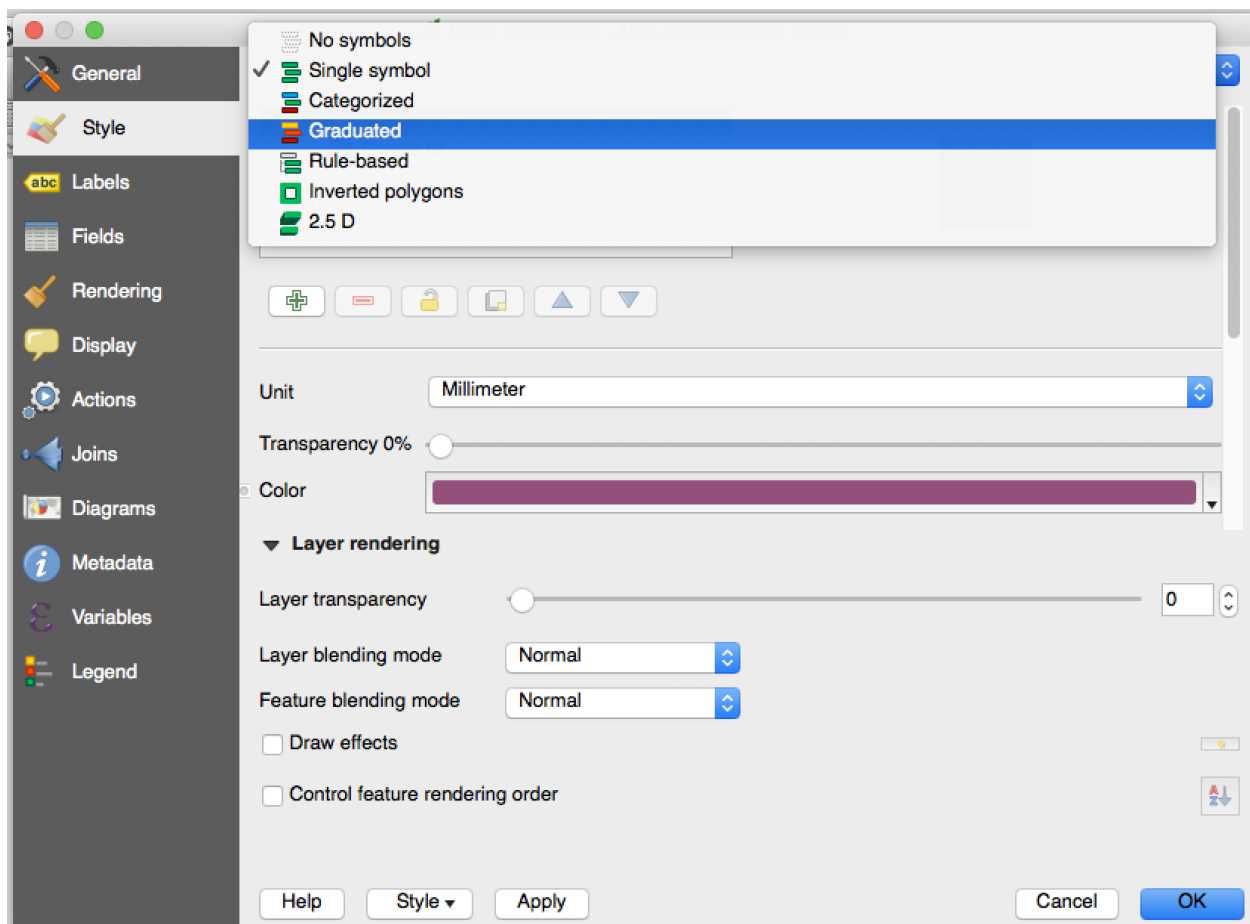 No symbols
Single symbol
Categorized
Graduated
Rule-based
Inverted polygons
2.5 D
General
Style
abc Labels
Fields
Rendering
Display
Actions
Joins
Diagrams
Metadata
Variables
Legend
Unit Millimeter
Transparency 0%
Color
Layer rendering
Layer transparency 0
Layer blending mode Normal
Feature blending mode Normal
Draw effects
Control feature rendering order
Help Style Apply Cancel OK